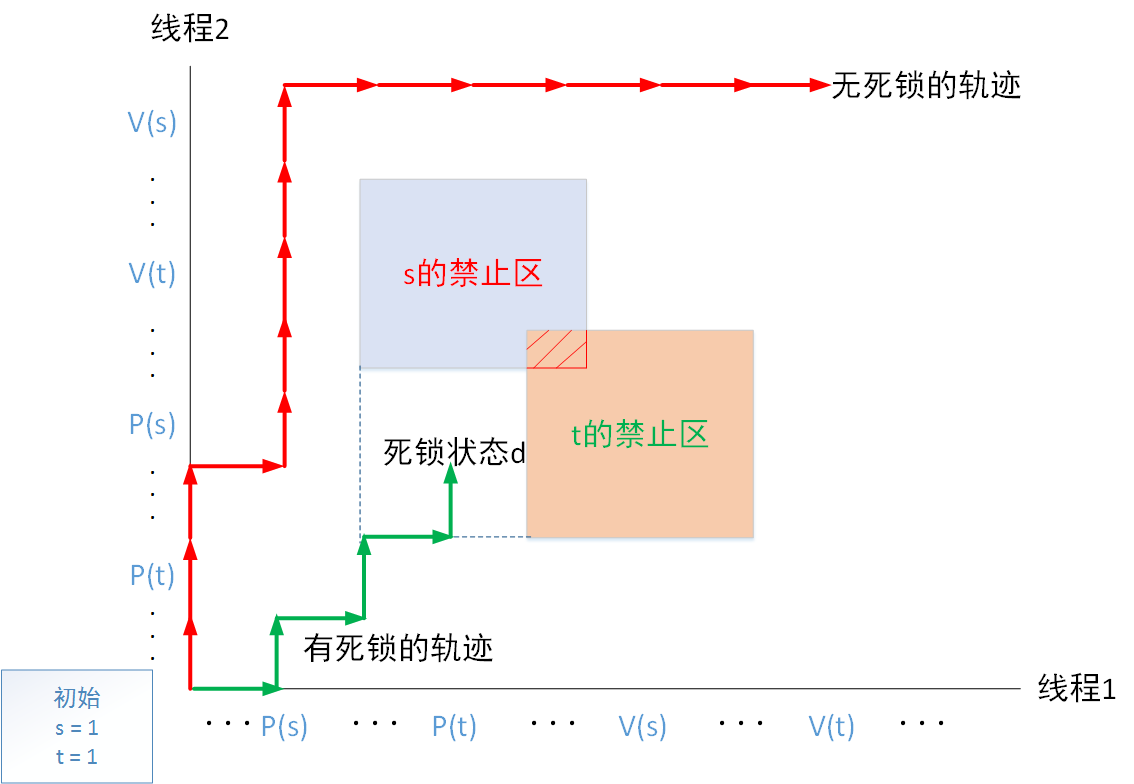 线程2
无死锁的轨迹
V(s)
V(t)
s的禁止区
P(s)
t的禁止区
死锁状态d
P(t)
有死锁的轨迹
初始
s = 1
t = 1
线程1
··· P(s) ··· P(t) ··· V(s) ··· V(t) ···